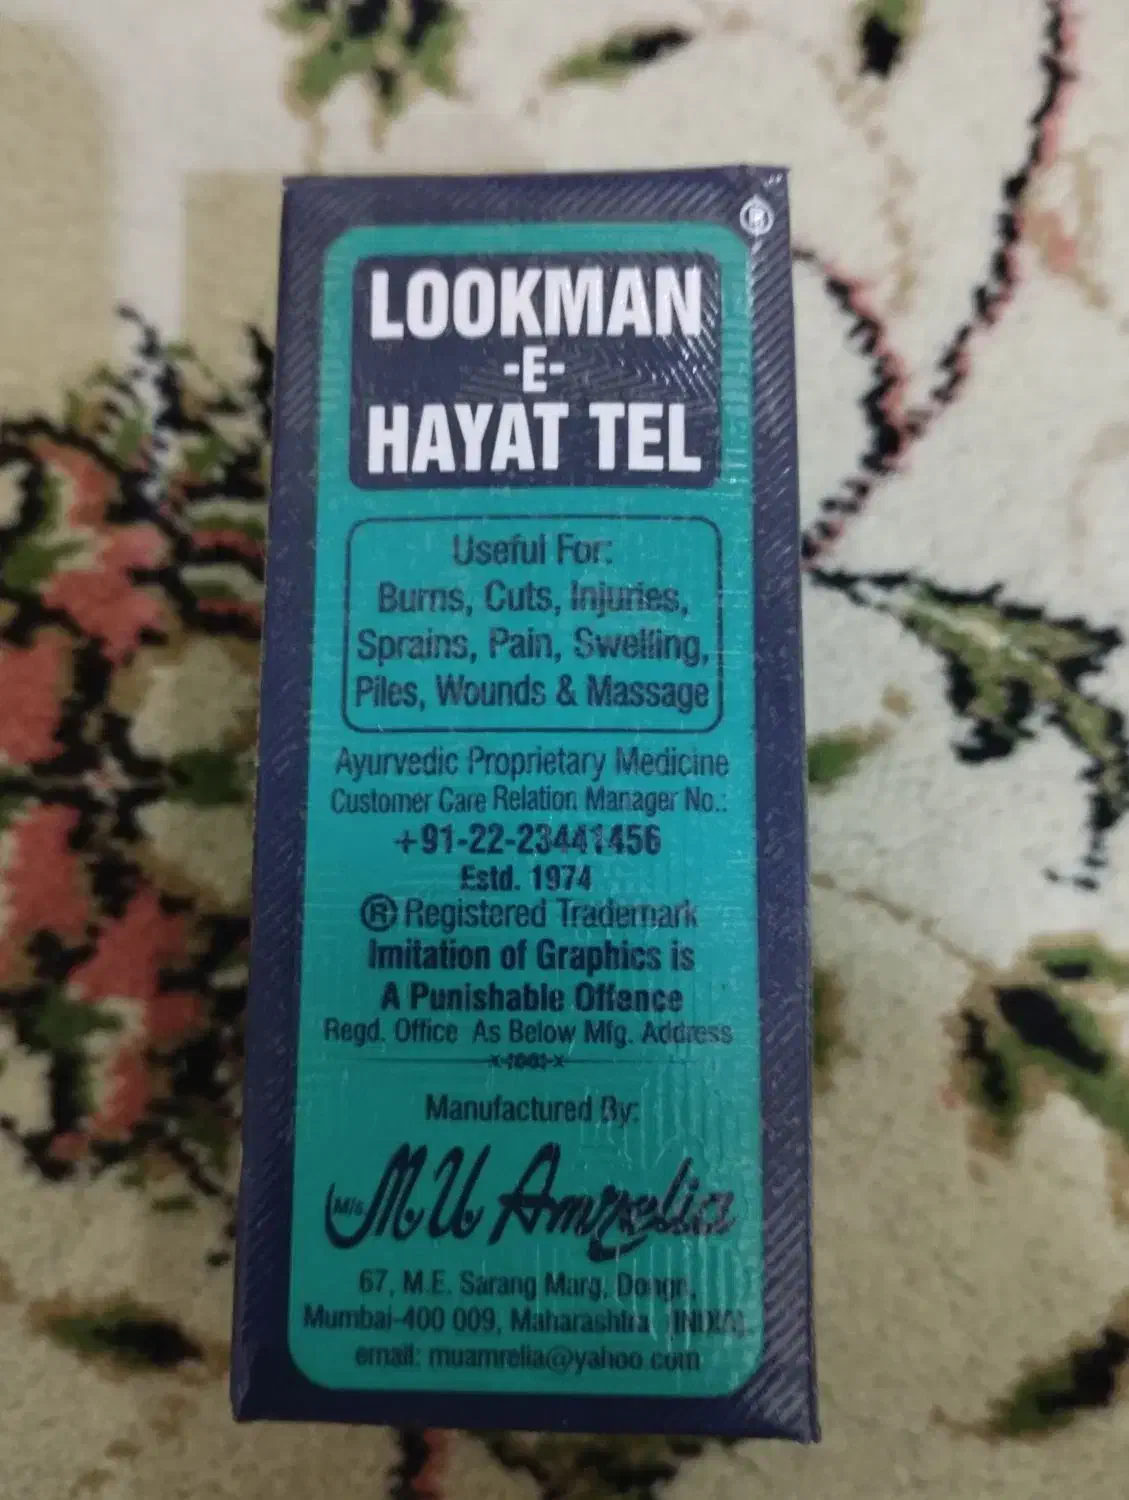 ®
LOOKMAN
-E-
HAYAT TEL
Useful For:
Burns, Cuts, Injuries,
Sprains, Pain, Swelling,
Piles, Wounds & Massage
Ayurvedic Proprietary Medicine
Customer Care Relation Manager No.:
+91-22-23441456
Estd. 1974
® Registered Trademark
Imitation of Graphics is
A Punishable Offence
Regd. Office As Below Mfg. Address
Manufactured By:
M/s. M U Amrelia
67, M.E. Sarang Marg, Dongri,
Mumbai-400 009, Maharashtra (INDIA)
email: muamrelia@yahoo.com